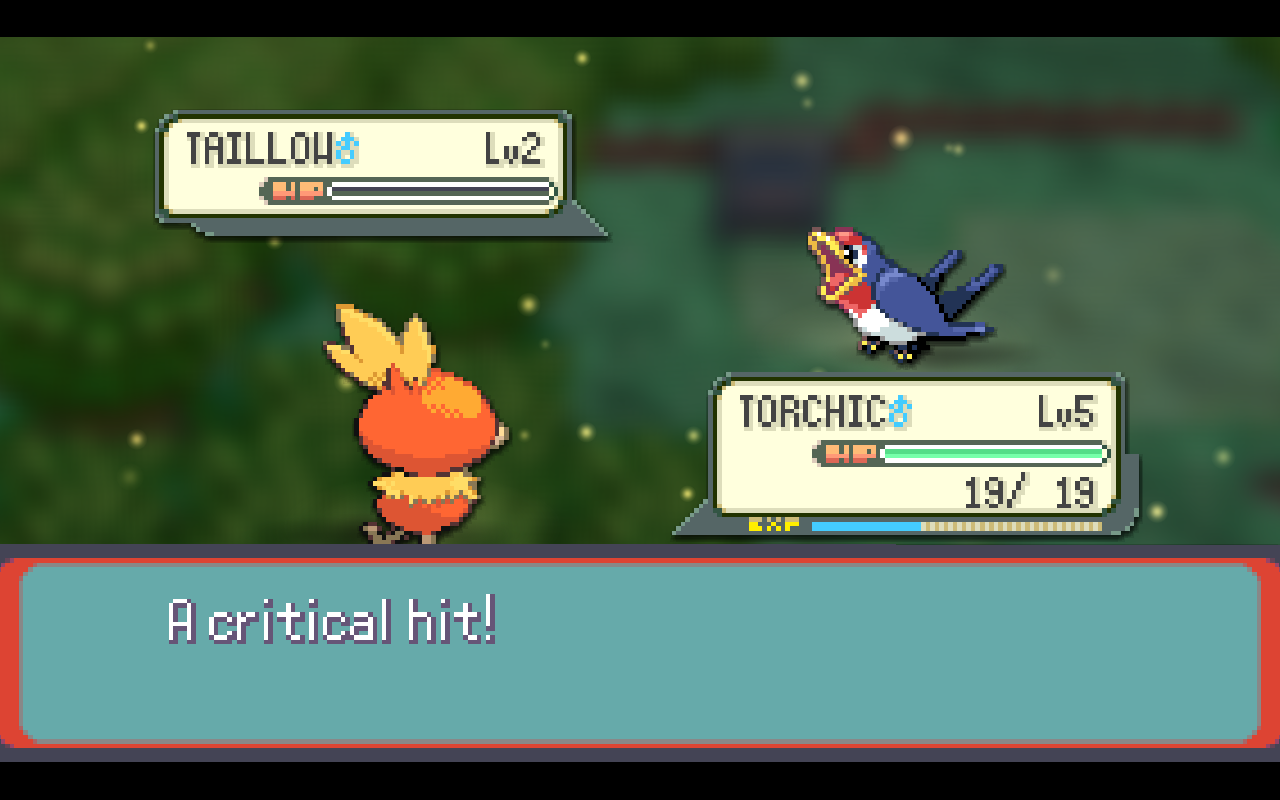 TAILLOW♂ Lv2
HP
TORCHIC♂ Lv5
HP
19/ 19
EXP
A critical hit!